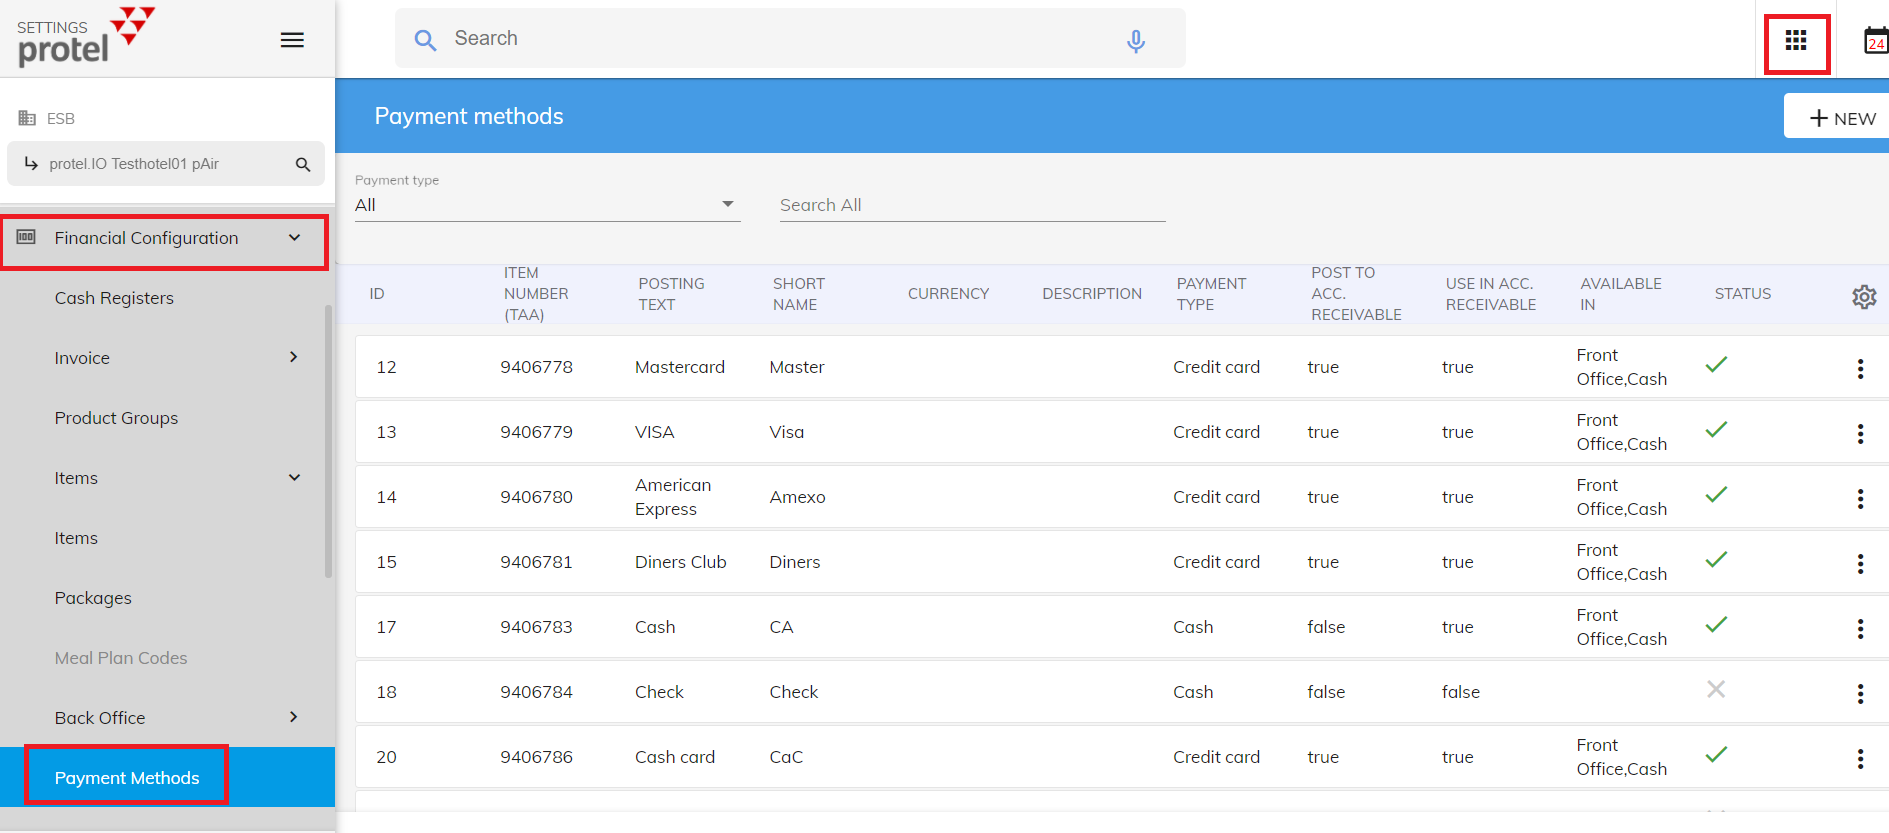 SETTINGS
protel
Search
24
ESB
protel.IO Testhotel01 pAir
Financial Configuration
Cash Registers
Invoice
Product Groups
Items
Items
Packages
Meal Plan Codes
Back Office
Payment Methods
Payment methods
NEW
Payment type
All
Search All
ID
ITEM
NUMBER
(TAA)
POSTING
TEXT
SHORT
NAME
CURRENCY
DESCRIPTION
PAYMENT
TYPE
POST TO
ACC.
RECEIVABLE
USE IN ACC.
RECEIVABLE
AVAILABLE
IN
STATUS
12 9406778 Mastercard Master Credit card true true Front
Office,Cash
13 9406779 VISA Visa Credit card true true Front
Office,Cash
14 9406780 American
Express Amexo Credit card true true Front
Office,Cash
15 9406781 Diners Club Diners Credit card true true Front
Office,Cash
17 9406783 Cash CA Cash false true Front
Office,Cash
18 9406784 Check Check Cash false false
20 9406786 Cash card CaC Credit card true true Front
Office,Cash